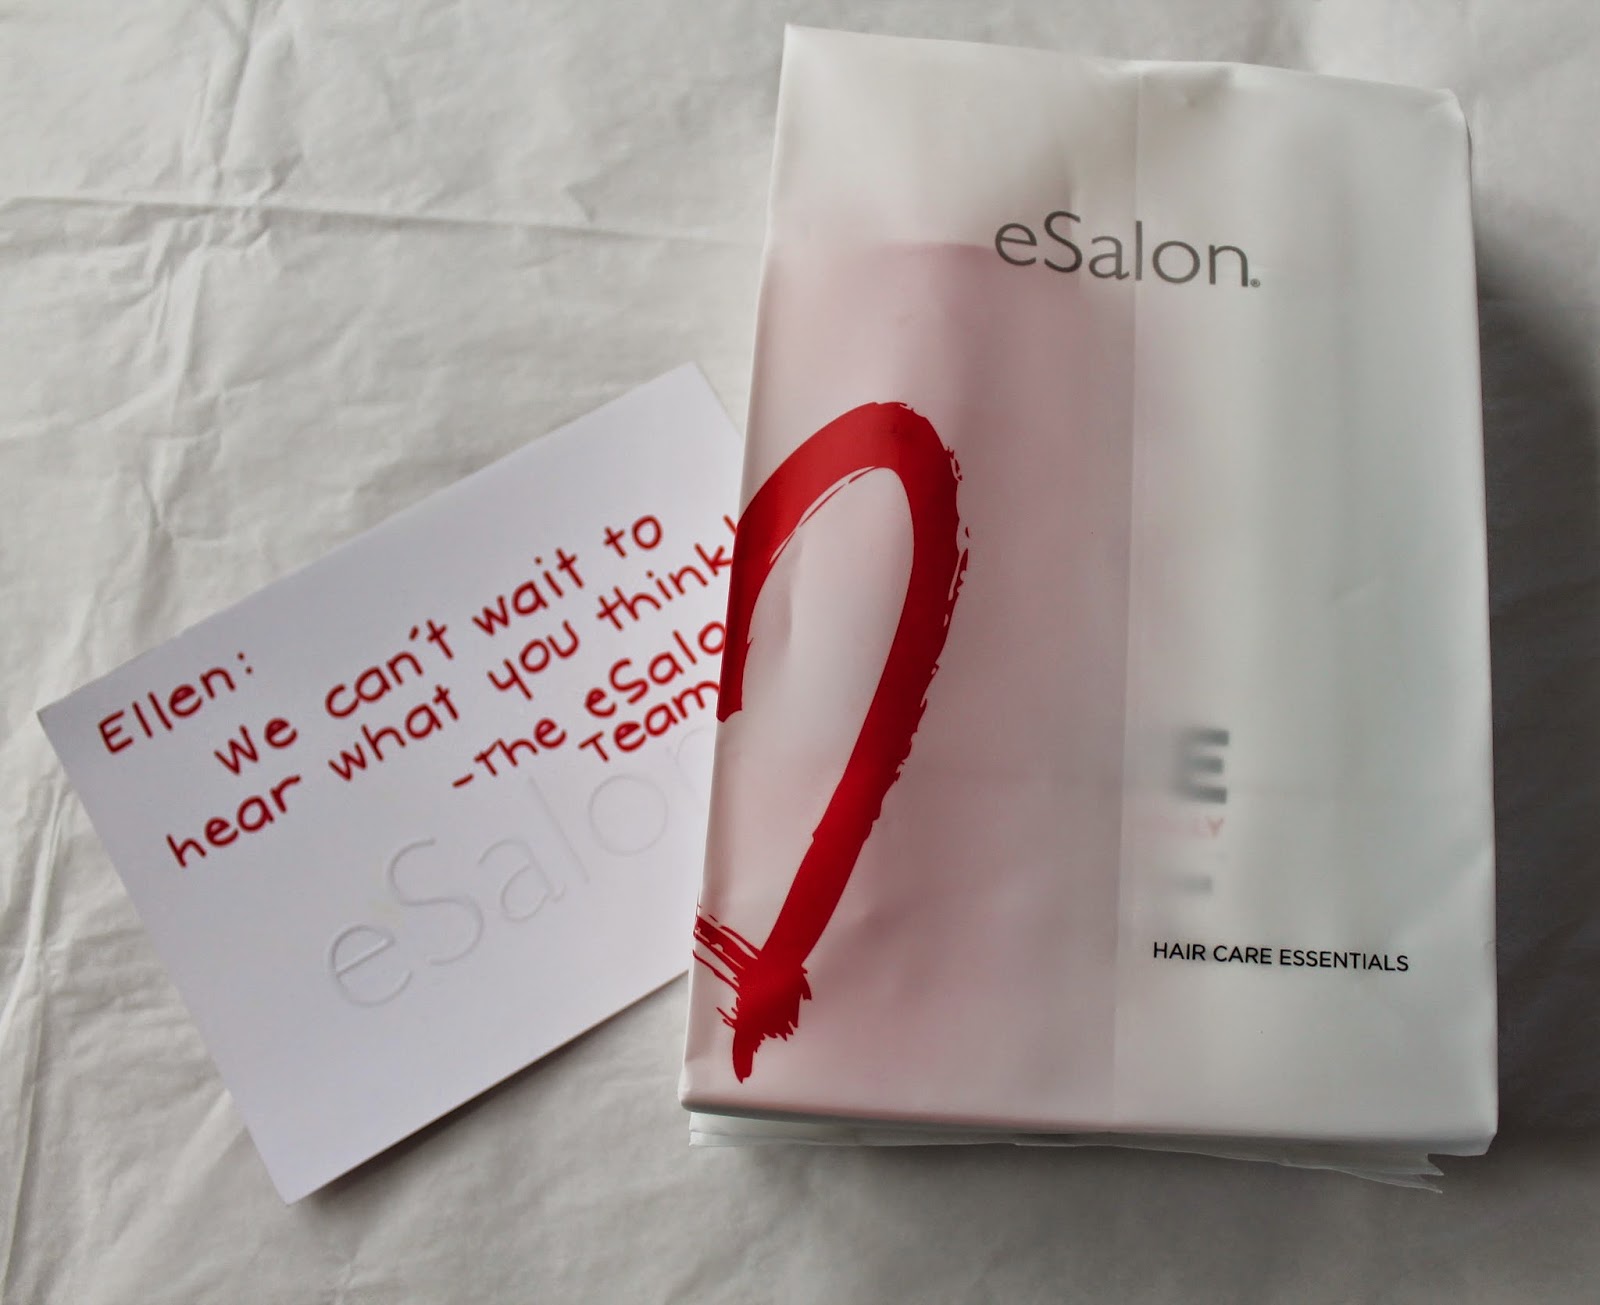 Ellen:
We can't wait to
hear what you think!
-The eSalo
Team
eSalon
eSalon®
E
HAIR CARE ESSENTIALS